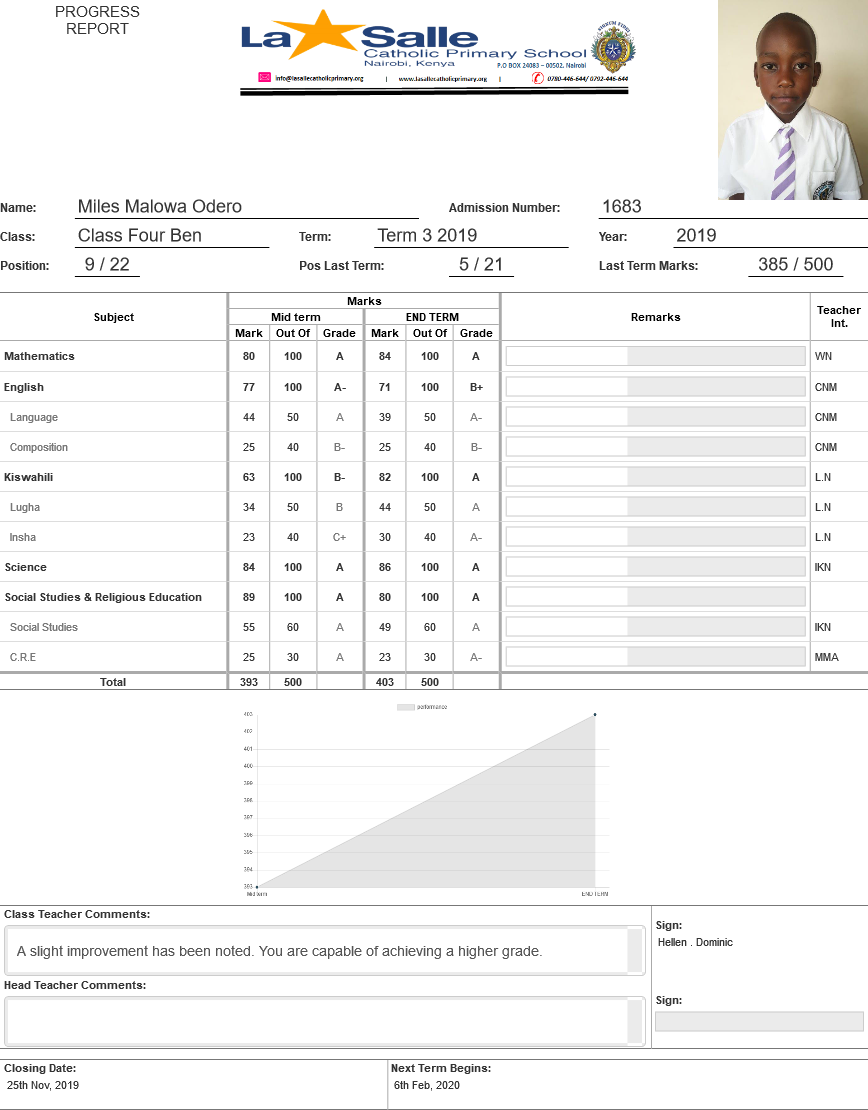 PROGRESS
REPORT
La Salle
Catholic Primary School
Nairobi, Kenya
P.O BOX 24083 – 00502, Nairobi
info@lasallecatholicprimary.org | www.lasallecatholicprimary.org | 0780-446-644/ 0792-446-644
Name: Miles Malowa Odero Admission Number: 1683
Class: Class Four Ben Term: Term 3 2019 Year: 2019
Position: 9 / 22 Pos Last Term: 5 / 21 Last Term Marks: 385 / 500
Subject Marks Remarks Teacher Int.
Mid term END TERM
Mark Out Of Grade Mark Out Of Grade
Mathematics 80 100 A 84 100 A WN
English 77 100 A- 71 100 B+ CNM
Language 44 50 A 39 50 A- CNM
Composition 25 40 B- 25 40 B- CNM
Kiswahili 63 100 B- 82 100 A L.N
Lugha 34 50 B 44 50 A L.N
Insha 23 40 C+ 30 40 A- L.N
Science 84 100 A 86 100 A IKN
Social Studies & Religious Education 89 100 A 80 100 A
Social Studies 55 60 A 49 60 A IKN
C.R.E 25 30 A 23 30 A- MMA
Total 393 500 403 500
performance
403
402
401
400
399
398
397
396
395
394
393
Mid term END TERM
Class Teacher Comments:
A slight improvement has been noted. You are capable of achieving a higher grade.
Sign:
Hellen . Dominic
Head Teacher Comments:
Sign:
Closing Date: Next Term Begins:
25th Nov, 2019 6th Feb, 2020